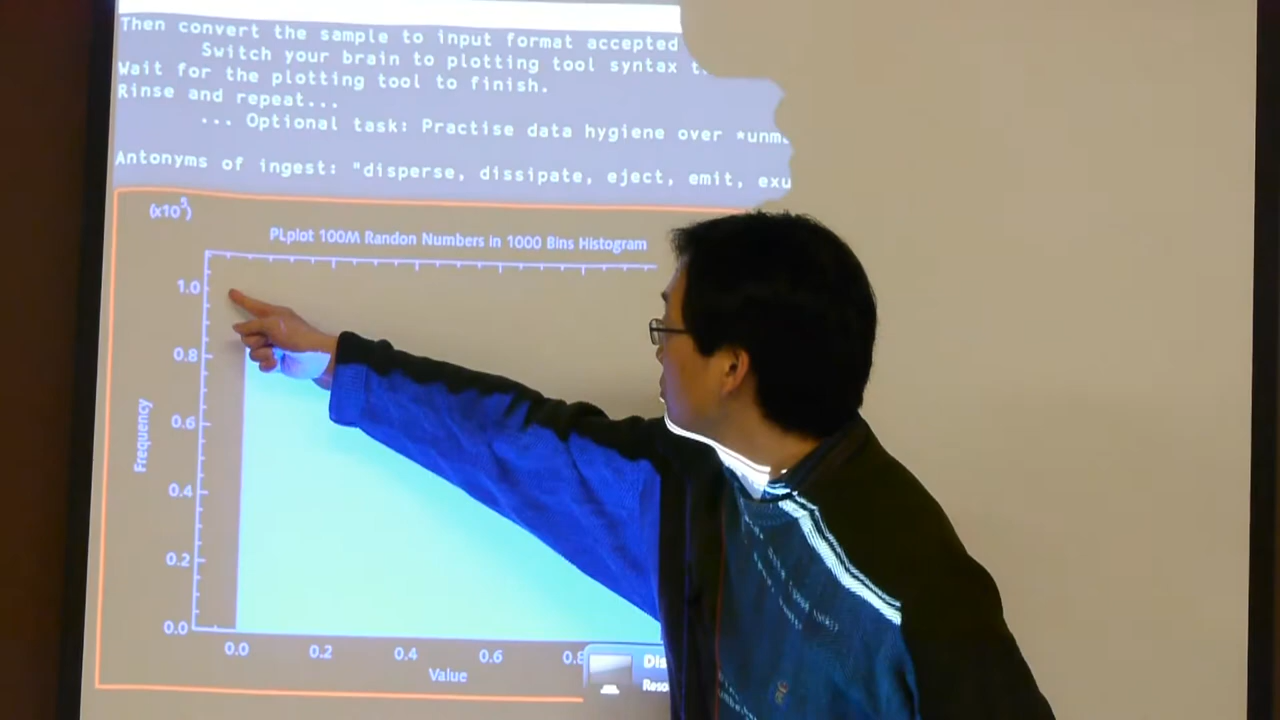 Then convert the sample to input format accepted
Switch your brain to plotting tool syntax
Wait for the plotting tool to finish.
Rinse and repeat...
... Optional task: Practise data hygiene over
Antonyms of ingest: "disperse, dissipate, eject, emit,
(x10⁵)
PLplot 100M Randon Numbers in 1000 Bins Histogram
1.0
0.8
0.6
0.4
0.2
0.0
Frequency
0.0 0.2 0.4 0.6 0.8
Value